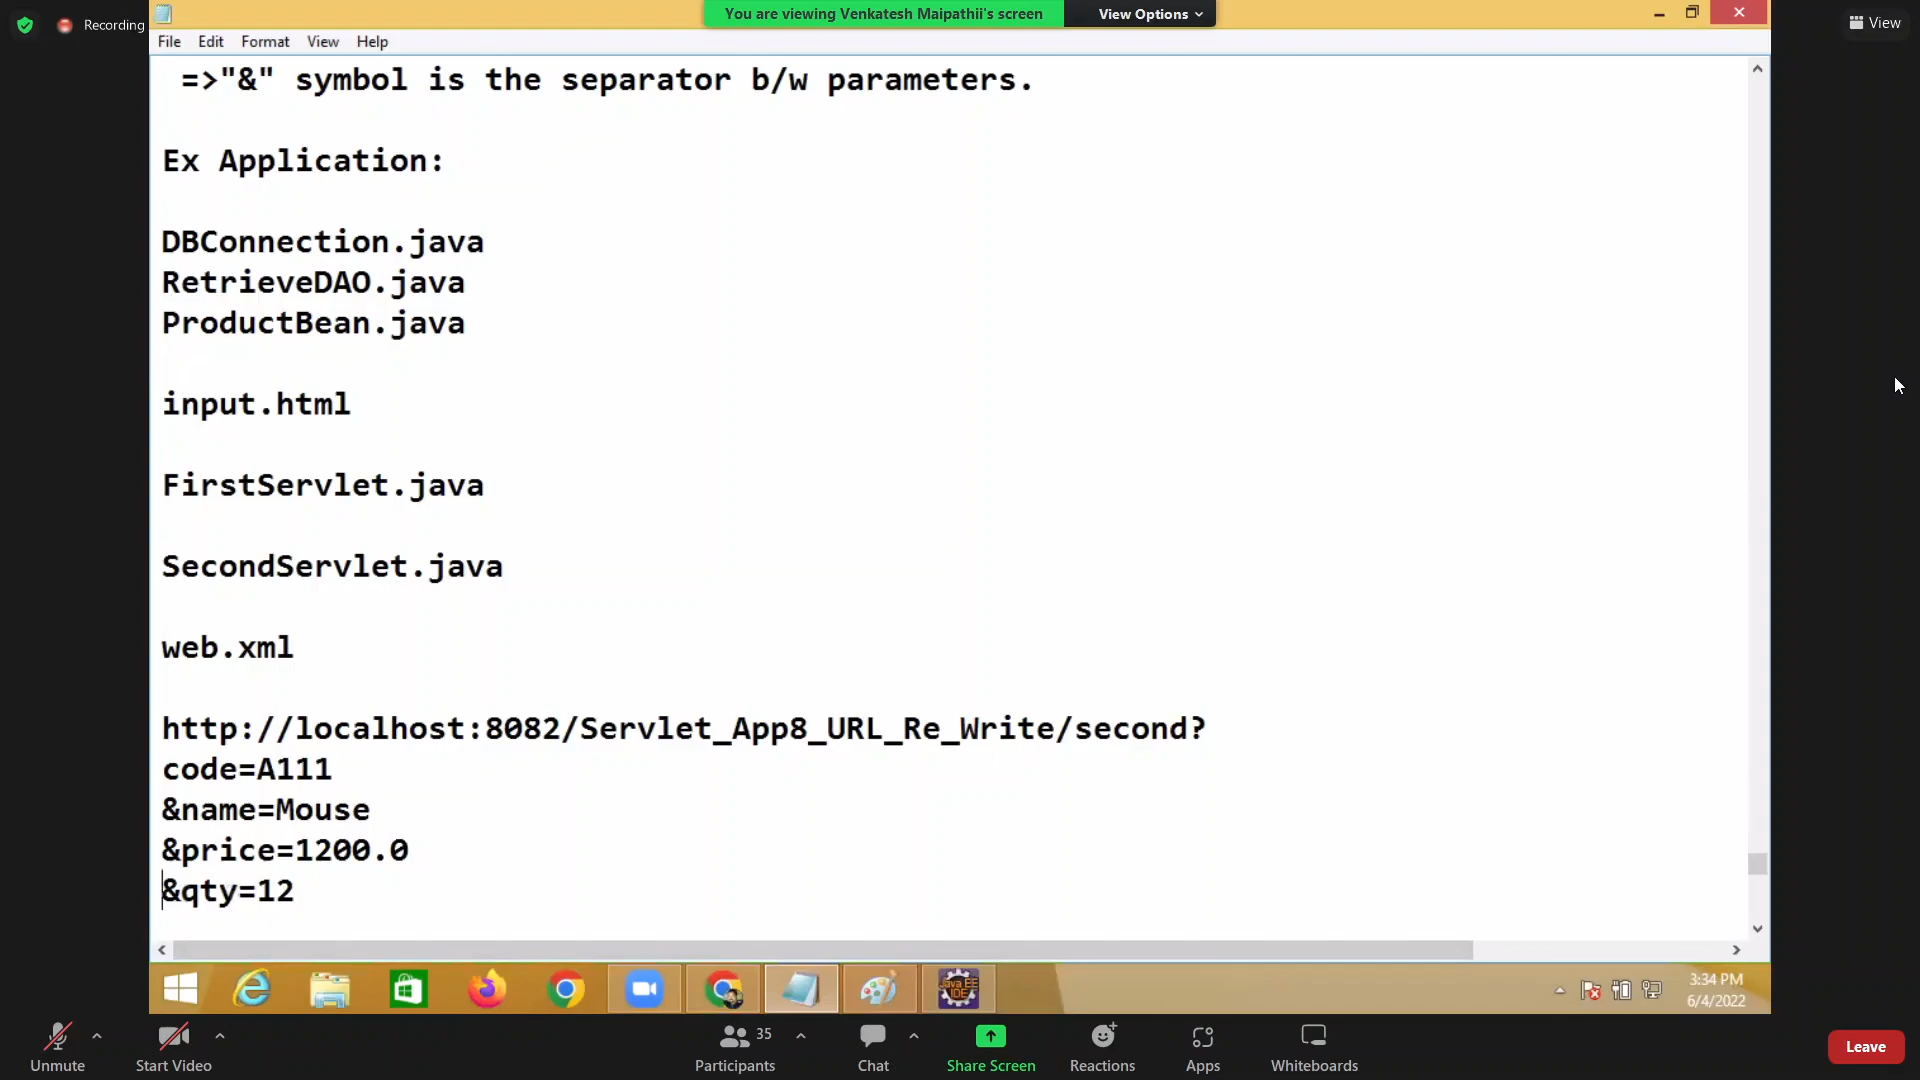 Recording
You are viewing Venkatesh Maipathii's screen
View Options
View
File Edit Format View Help
=>"&" symbol is the separator b/w parameters.
Ex Application:
DBConnection.java
RetrieveDAO.java
ProductBean.java
input.html
FirstServlet.java
SecondServlet.java
web.xml
http://localhost:8082/Servlet_App8_URL_Re_Write/second?
code=A111
&name=Mouse
&price=1200.0
&qty=12
Java EE
IDE
3:34 PM
6/4/2022
Unmute
Start Video
35
Participants
Chat
Share Screen
Reactions
Apps
Whiteboards
Leave